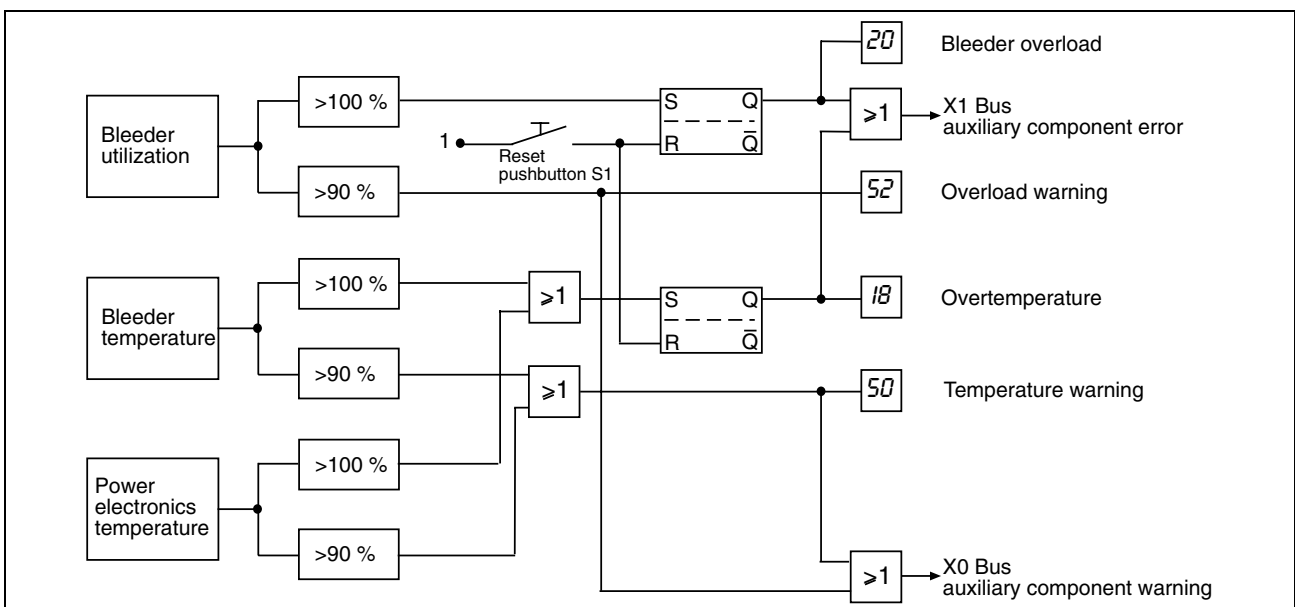 20 Bleeder overload
>100 %
S Q
≥1
X1 Bus
auxiliary component error
Bleeder
utilization
1
R Q̅
Reset
pushbutton S1
>90 %
52 Overload warning
>100 %
≥1
S Q
18 Overtemperature
Bleeder
temperature
R Q̅
>90 %
≥1
50 Temperature warning
>100 %
Power
electronics
temperature
>90 %
≥1
X0 Bus
auxiliary component warning